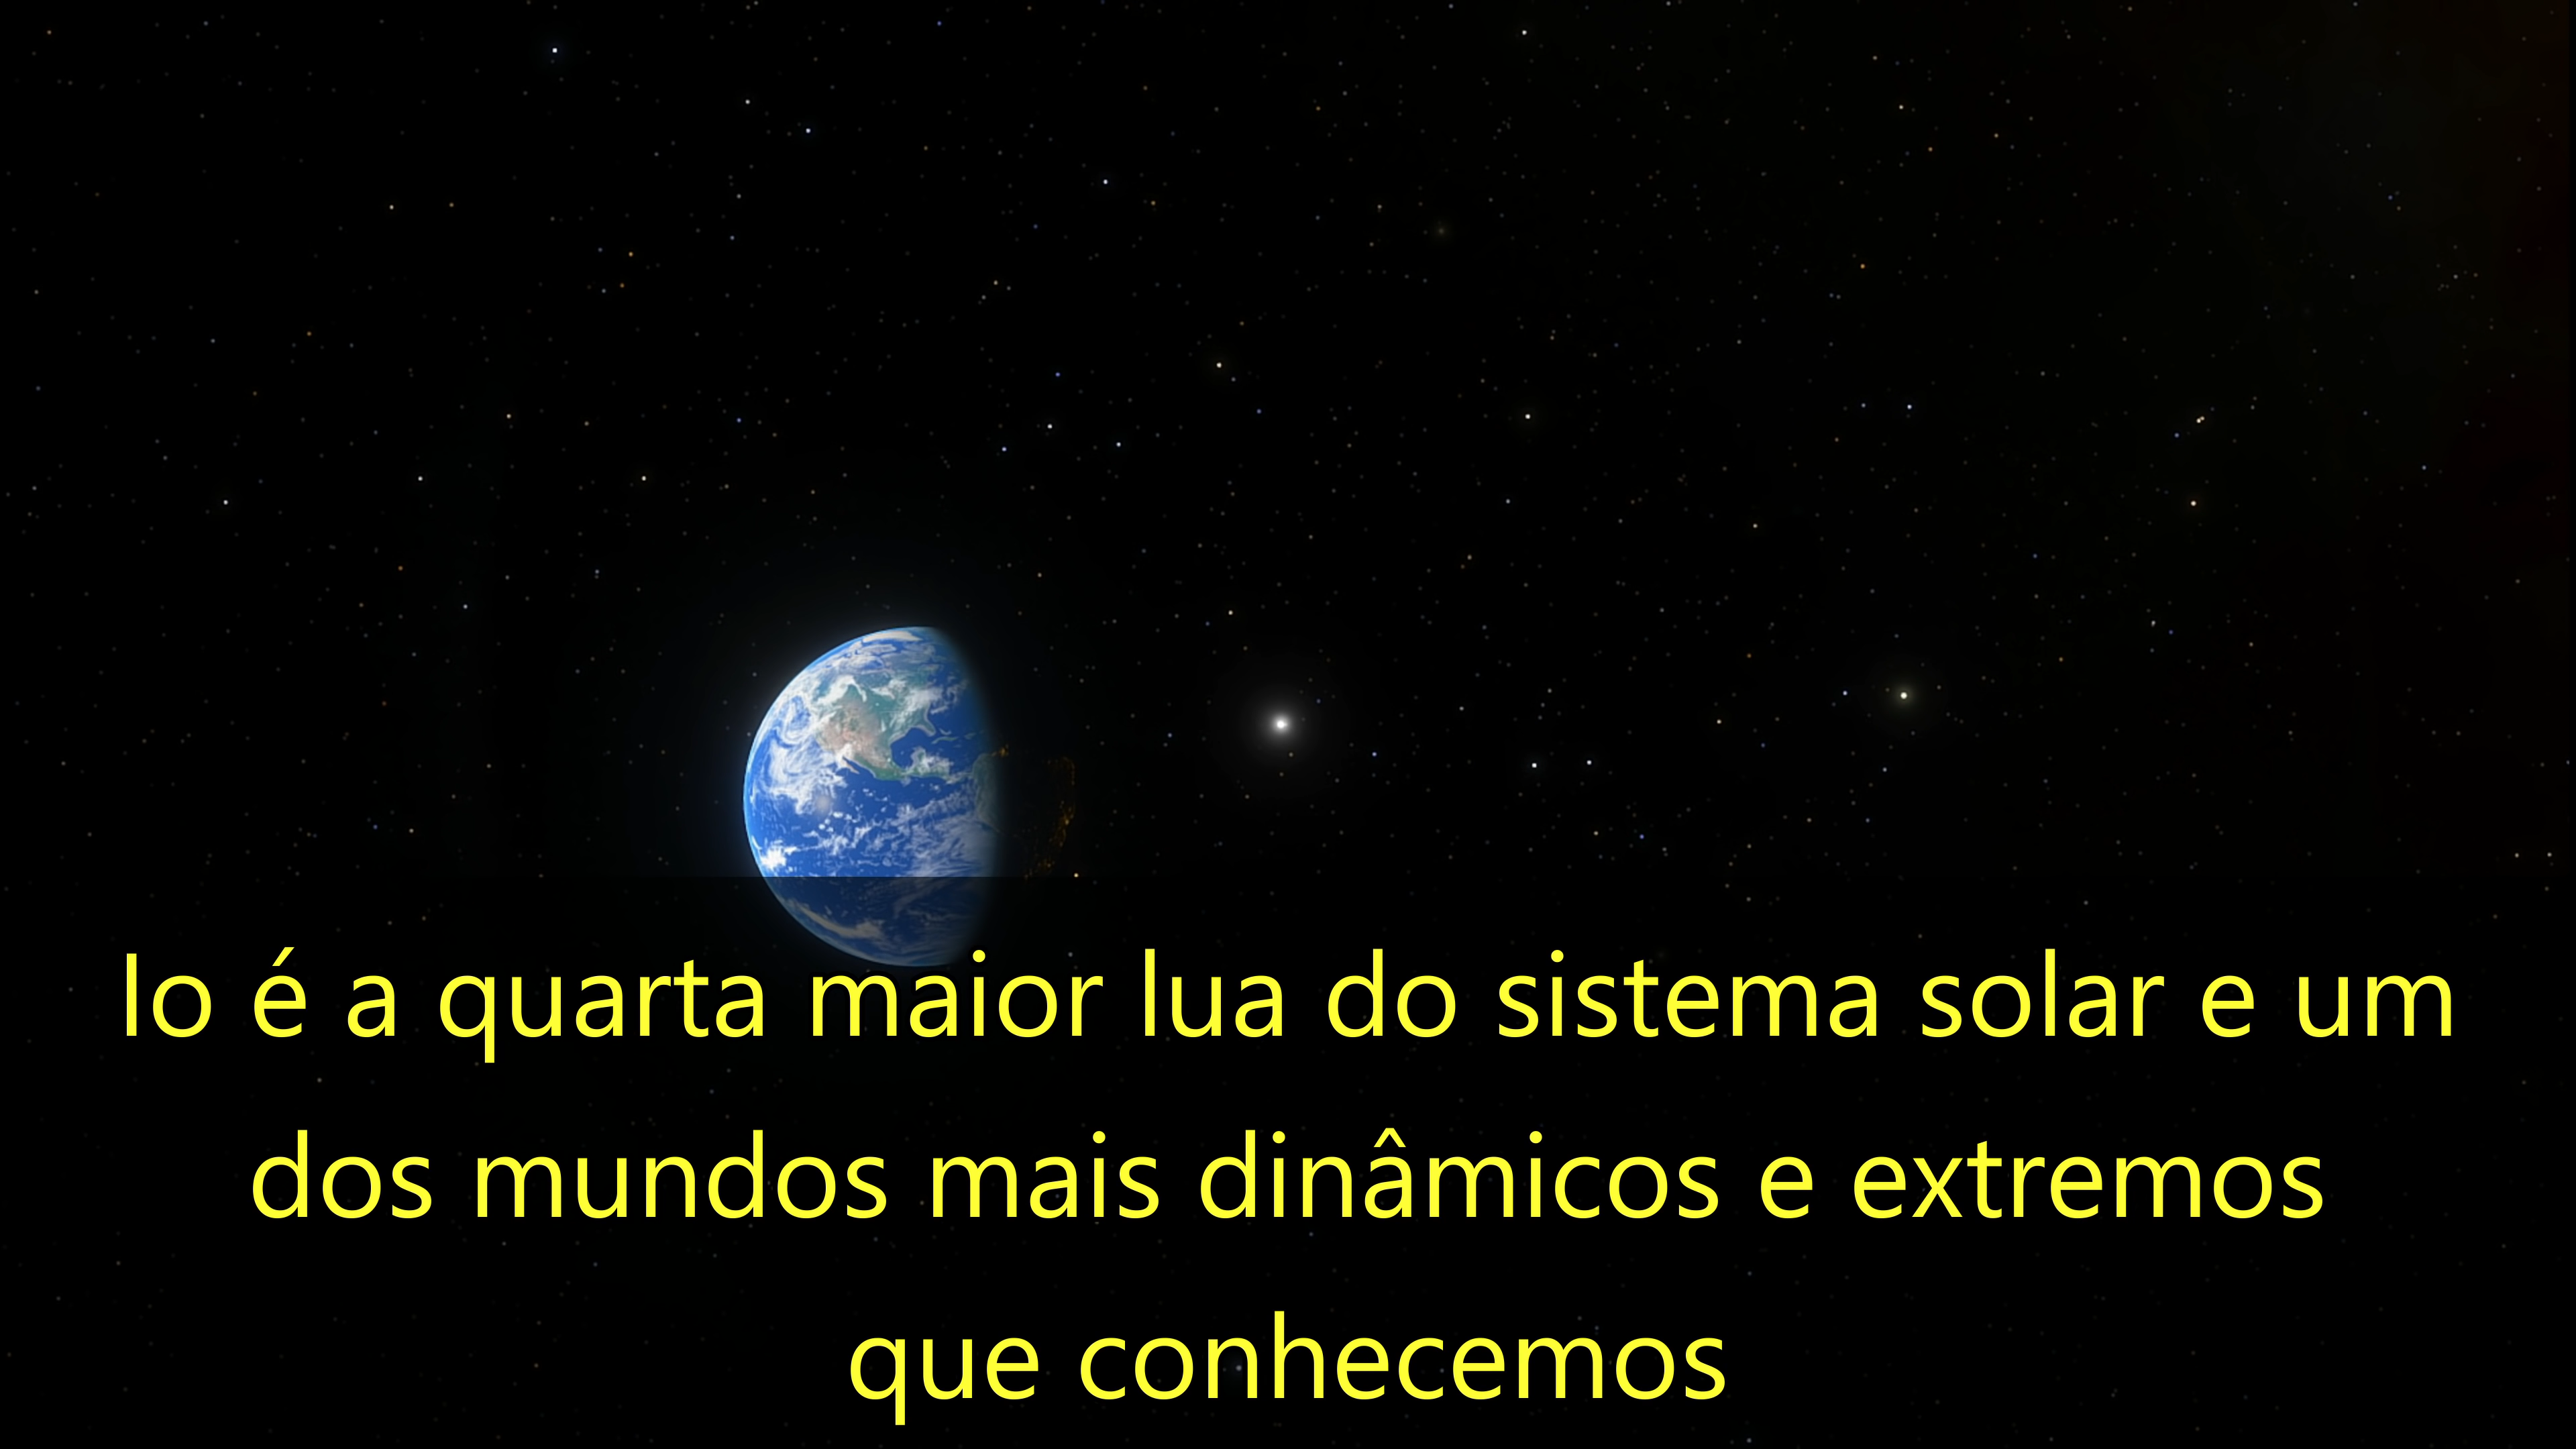 Io é a quarta maior lua do sistema solar e um
dos mundos mais dinâmicos e extremos
que conhecemos